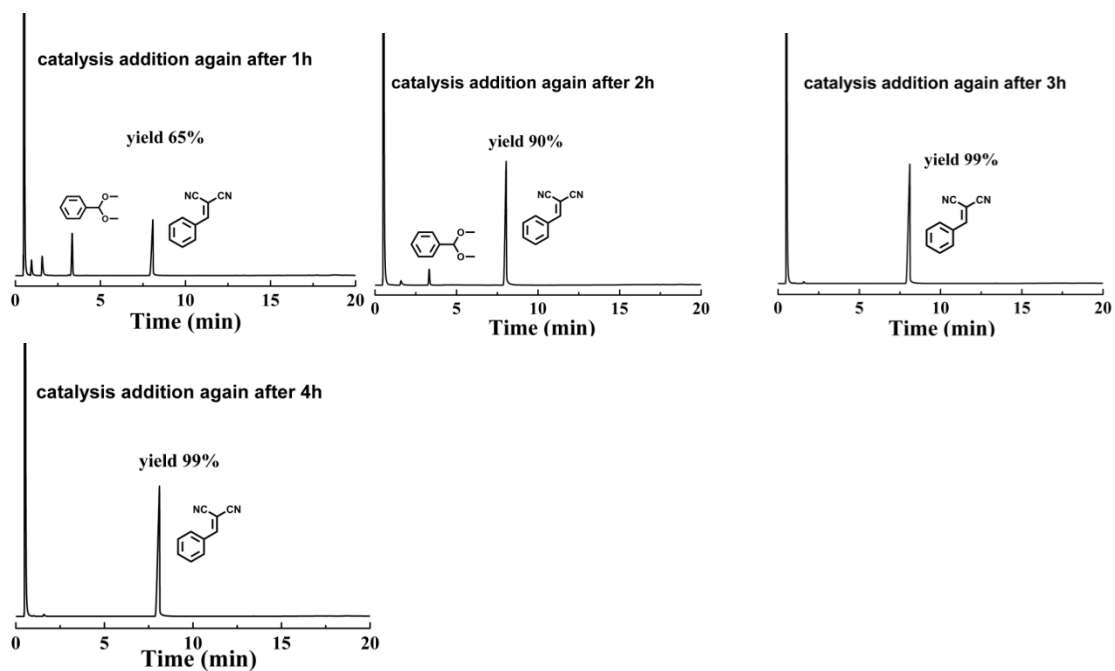 catalysis addition again after 1h
yield 65%
O
O
NC CN
0 5 10 15 20
Time (min)
catalysis addition again after 2h
yield 90%
O
O
NC CN
0 5 10 15 20
Time (min)
catalysis addition again after 3h
yield 99%
NC CN
0 5 10 15 20
Time (min)
catalysis addition again after 4h
yield 99%
NC CN
0 5 10 15 20
Time (min)